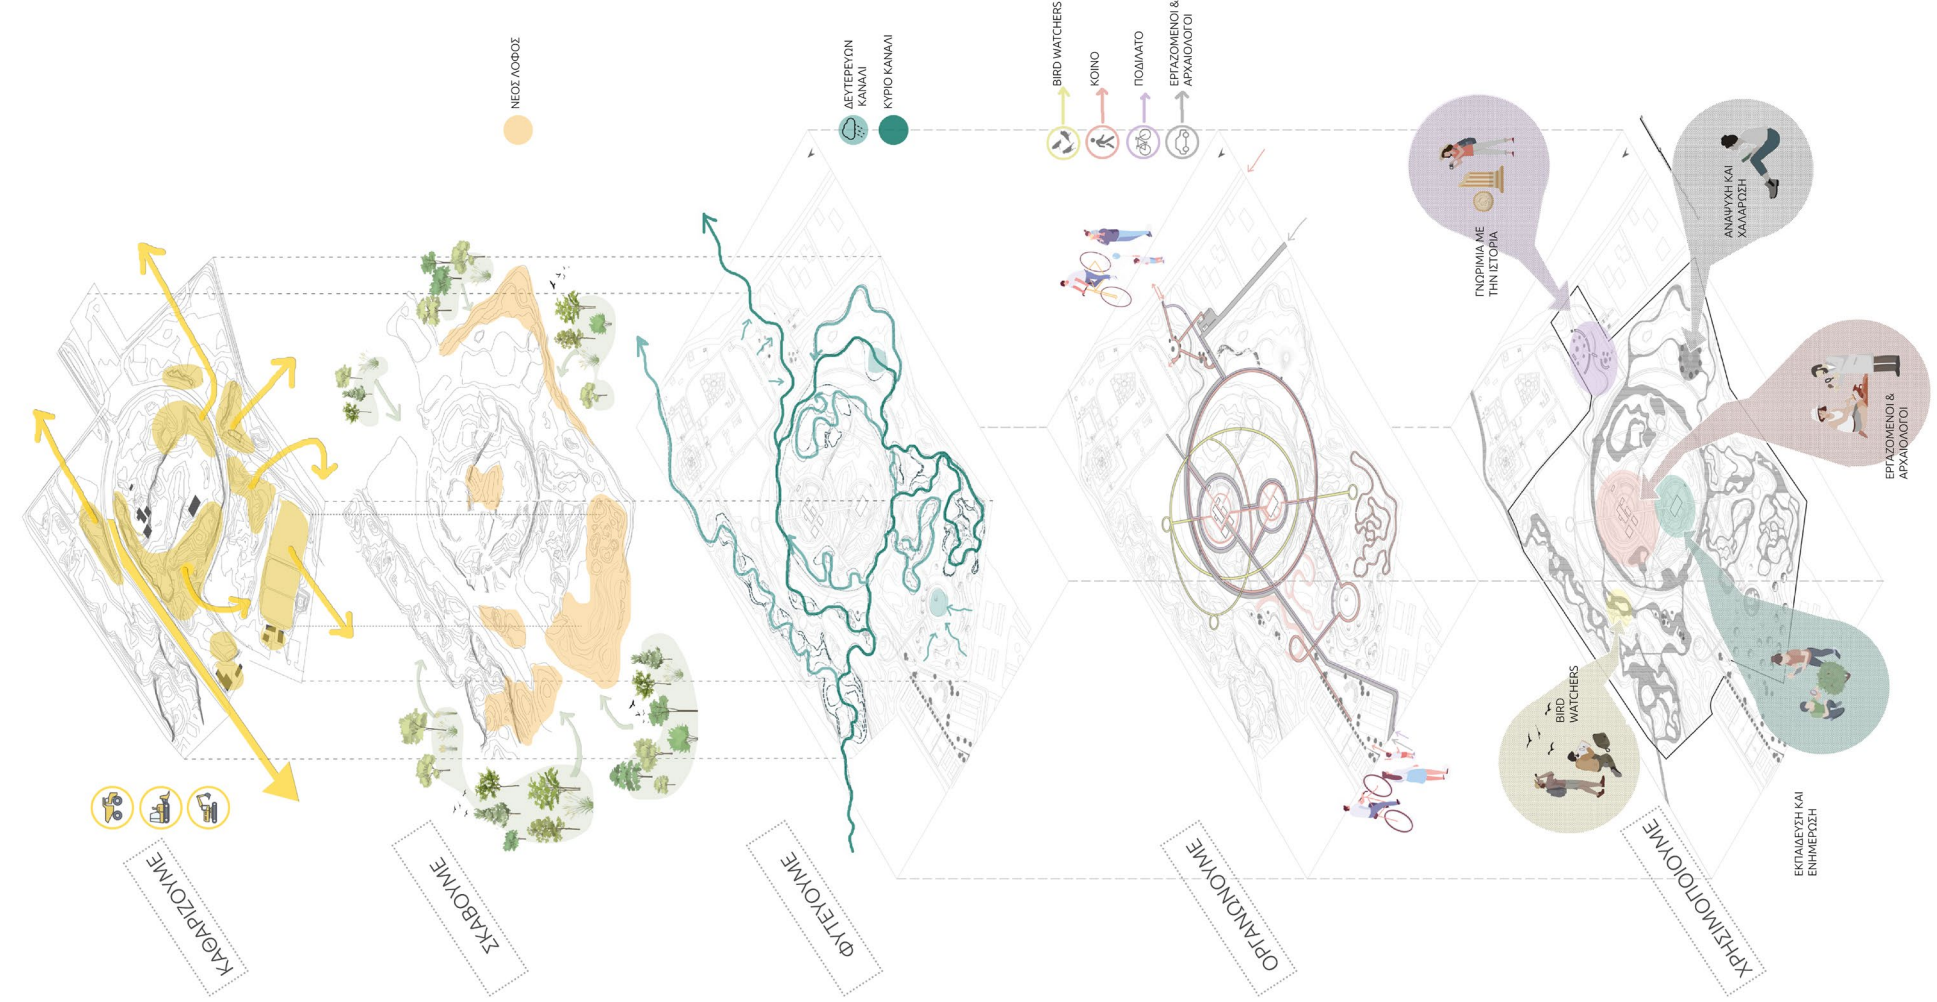 ΝΕΟΣ ΛΟΦΟΣ
ΔΕΥΤΕΡΕΥΩΝ
ΚΑΝΑΛΙ
ΚΥΡΙΟ ΚΑΝΑΛΙ
BIRD WATCHERS
ΚΟΙΝΟ
ΠΟΔΙΛΑΤΟ
ΕΡΓΑΖΟΜΕΝΟΙ &
ΑΡΧΑΙΟΛΟΓΟΙ
ΓΝΩΡΙΜΙΑ ΜΕ
ΤΗΝ ΙΣΤΟΡΙΑ
ΑΝΑΨΥΧΗ ΚΑΙ
ΧΑΛΑΡΩΣΗ
ΕΡΓΑΖΟΜΕΝΟΙ &
ΑΡΧΑΙΟΛΟΓΟΙ
BIRD
WATCHERS
ΕΚΠΑΙΔΕΥΣΗ ΚΑΙ
ΕΝΗΜΕΡΩΣΗ
ΚΑΘΑΡΙΖΟΥΜΕ
ΣΚΑΒΟΥΜΕ
ΦΥΤΕΥΟΥΜΕ
ΟΡΓΑΝΩΝΟΥΜΕ
ΧΡΗΣΙΜΟΠΟΙΟΥΜΕ